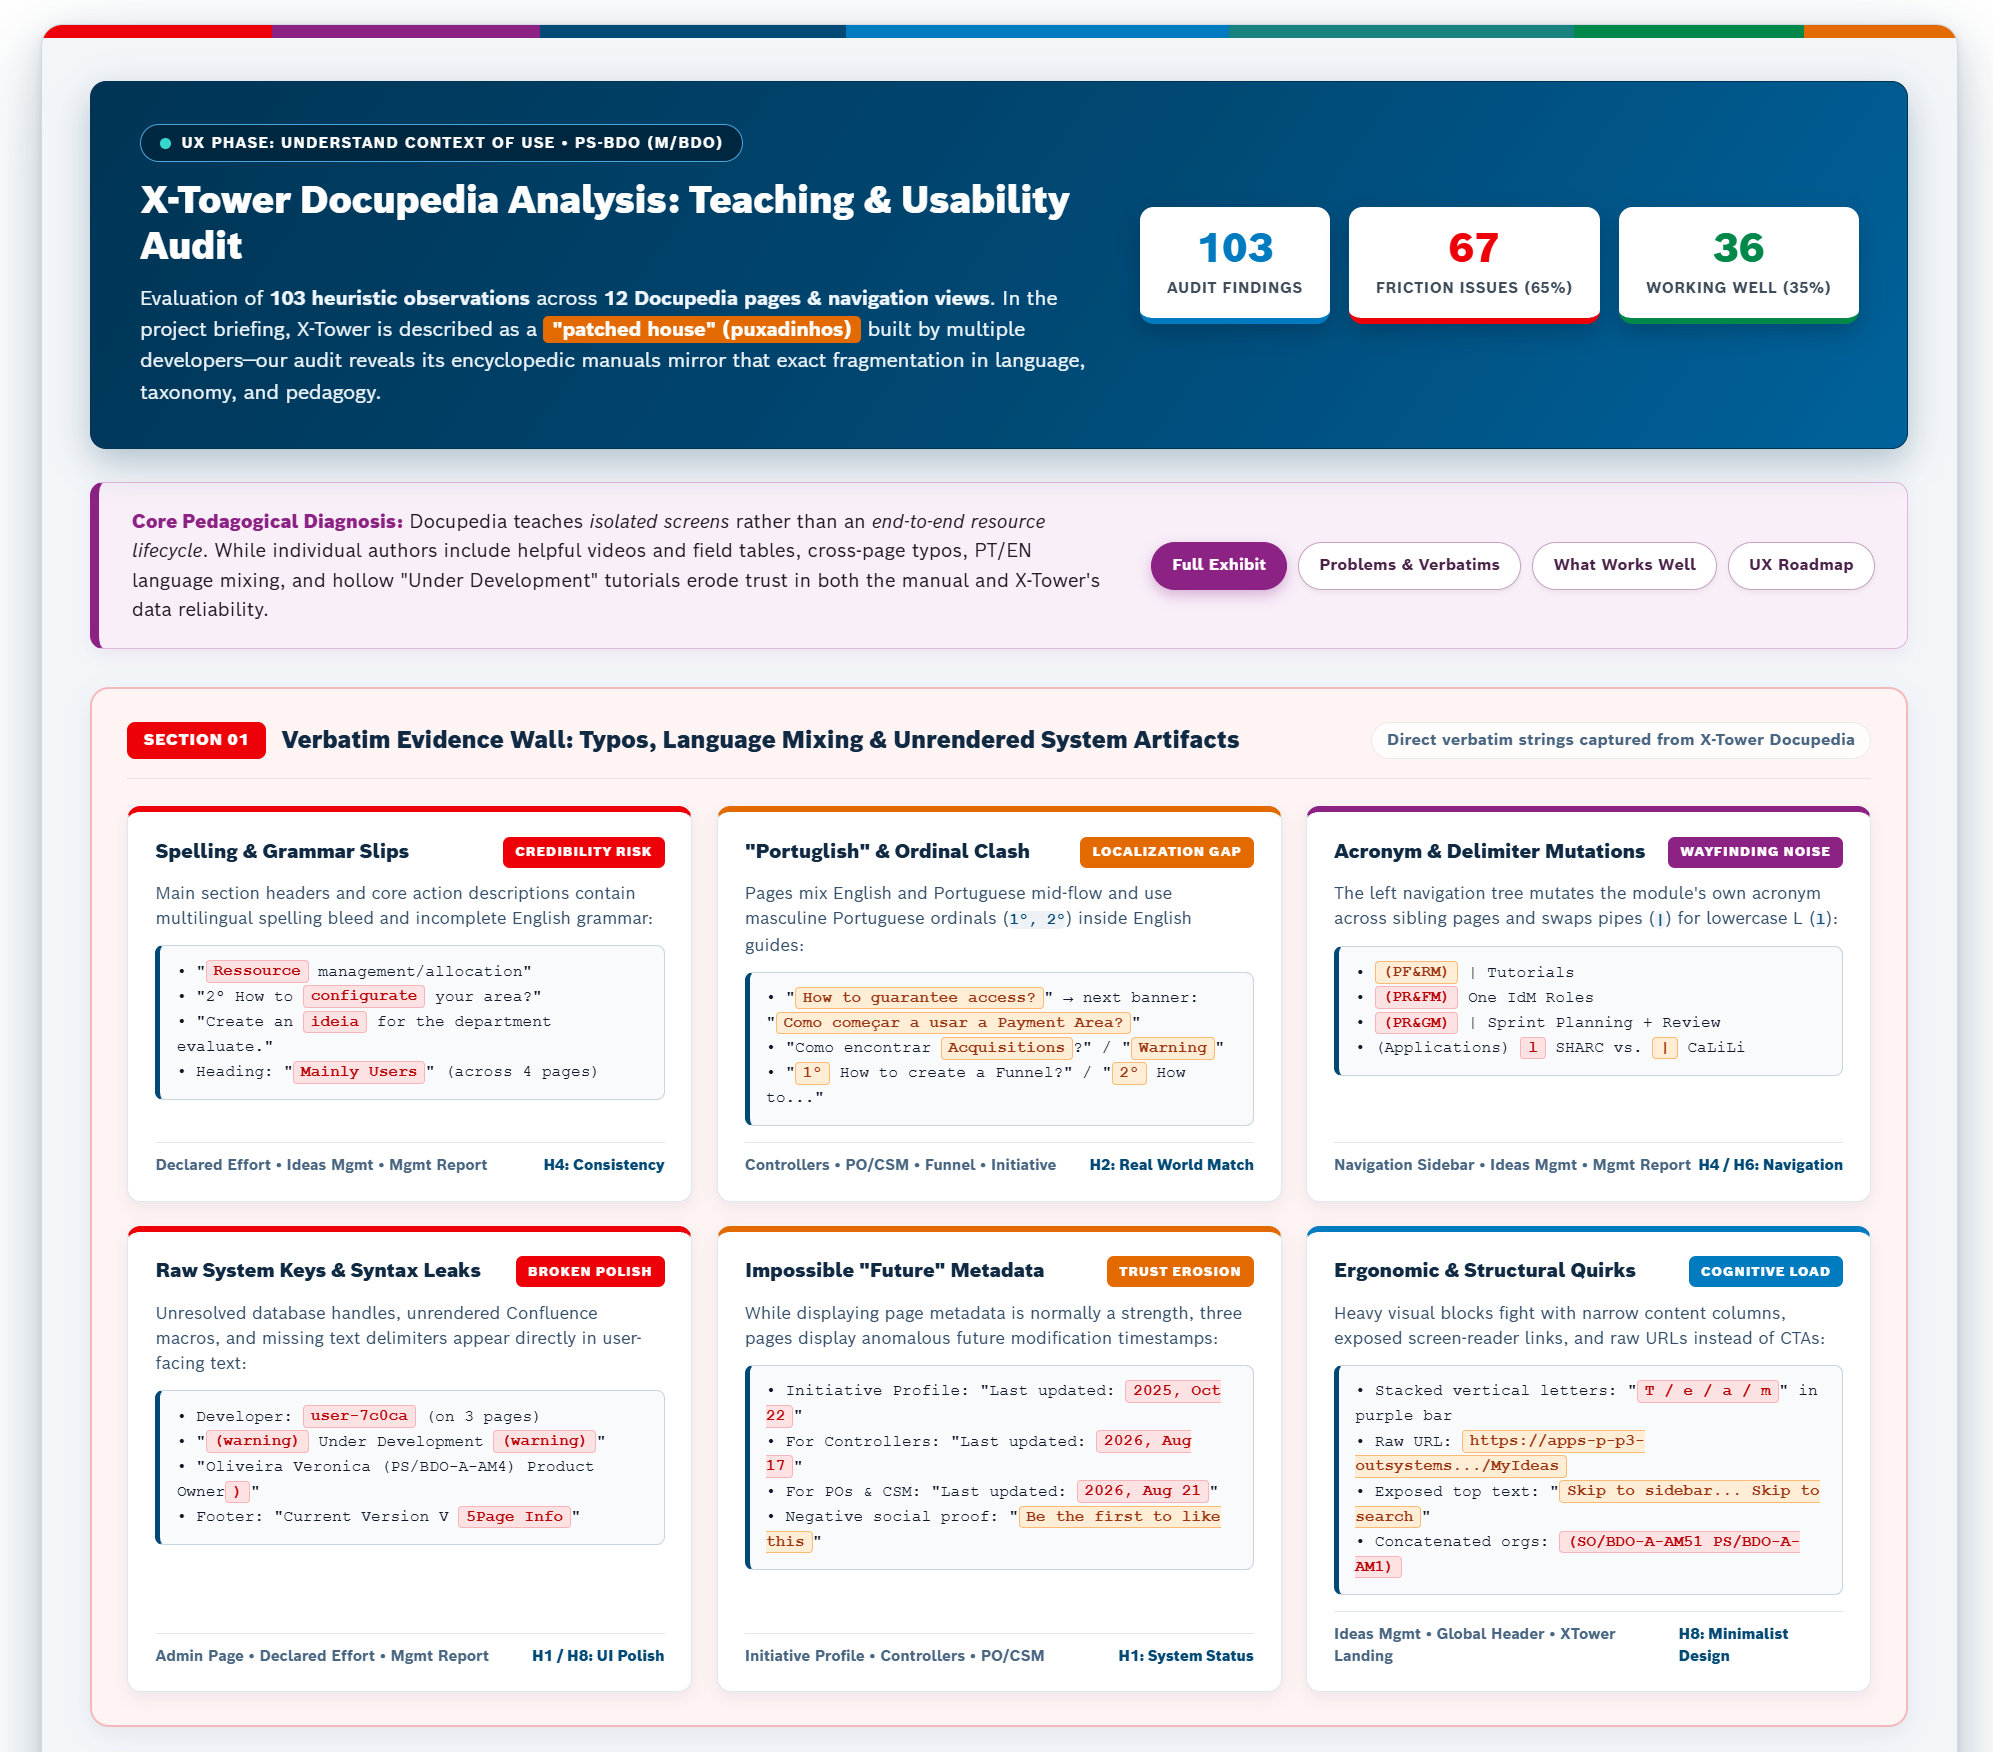 UX PHASE: UNDERSTAND CONTEXT OF USE • PS-BDO (M/BDO)
X-Tower Docupedia Analysis: Teaching & Usability
Audit
Evaluation of 103 heuristic observations across 12 Docupedia pages & navigation views. In the
project briefing, X-Tower is described as a "patched house" (puxadinhos) built by multiple
developers—our audit reveals its encyclopedic manuals mirror that exact fragmentation in language,
taxonomy, and pedagogy.
103
AUDIT FINDINGS
67
FRICTION ISSUES (65%)
36
WORKING WELL (35%)
Core Pedagogical Diagnosis: Docupedia teaches isolated screens rather than an end-to-end resource
lifecycle. While individual authors include helpful videos and field tables, cross-page typos, PT/EN
language mixing, and hollow "Under Development" tutorials erode trust in both the manual and X-Tower's
data reliability.
Full Exhibit
Problems & Verbatims
What Works Well
UX Roadmap
SECTION 01
Verbatim Evidence Wall: Typos, Language Mixing & Unrendered System Artifacts
Direct verbatim strings captured from X-Tower Docupedia
Spelling & Grammar Slips
CREDIBILITY RISK
Main section headers and core action descriptions contain
multilingual spelling bleed and incomplete English grammar:
• "Ressource management/allocation"
• "2º How to configurate your area?"
• "Create an ideia for the department
evaluate."
• Heading: "Mainly Users" (across 4 pages)
Declared Effort • Ideas Mgmt • Mgmt Report
H4: Consistency
"Portuglish" & Ordinal Clash
LOCALIZATION GAP
Pages mix English and Portuguese mid-flow and use
masculine Portuguese ordinals (1º, 2º) inside English
guides:
• "How to guarantee access?" → next banner:
"Como começar a usar a Payment Area?"
• "Como encontrar Acquisitions?" / "Warning"
• "1º How to create a Funnel?" / "2º How
to..."
Controllers • PO/CSM • Funnel • Initiative
H2: Real World Match
Acronym & Delimiter Mutations
WAYFINDING NOISE
The left navigation tree mutates the module's own acronym
across sibling pages and swaps pipes (|) for lowercase L (l):
• (PF&RM) | Tutorials
• (PR&FM) One IdM Roles
• (PR&GM) | Sprint Planning + Review
• (Applications) l SHARC vs. | CaLiLi
Navigation Sidebar • Ideas Mgmt • Mgmt Report
H4 / H6: Navigation
Raw System Keys & Syntax Leaks
BROKEN POLISH
Unresolved database handles, unrendered Confluence
macros, and missing text delimiters appear directly in user-
facing text:
• Developer: user-7c0ca (on 3 pages)
• "(warning) Under Development (warning)"
• "Oliveira Veronica (PS/BDO-A-AM4) Product
Owner)"
• Footer: "Current Version V 5Page Info"
Admin Page • Declared Effort • Mgmt Report
H1 / H8: UI Polish
Impossible "Future" Metadata
TRUST EROSION
While displaying page metadata is normally a strength, three
pages display anomalous future modification timestamps:
• Initiative Profile: "Last updated: 2025, Oct
22"
• For Controllers: "Last updated: 2026, Aug
17"
• For POs & CSM: "Last updated: 2026, Aug 21"
• Negative social proof: "Be the first to like
this"
Initiative Profile • Controllers • PO/CSM
H1: System Status
Ergonomic & Structural Quirks
COGNITIVE LOAD
Heavy visual blocks fight with narrow content columns,
exposed screen-reader links, and raw URLs instead of CTAs:
• Stacked vertical letters: "T / e / a / m" in
purple bar
• Raw URL: https://apps-p-p3-
outsystems.../MyIdeas
• Exposed top text: "Skip to sidebar... Skip to
search"
• Concatenated orgs: (SO/BDO-A-AM51 PS/BDO-A-
AM1)
Ideas Mgmt • Global Header • XTower
Landing
H8: Minimalist
Design